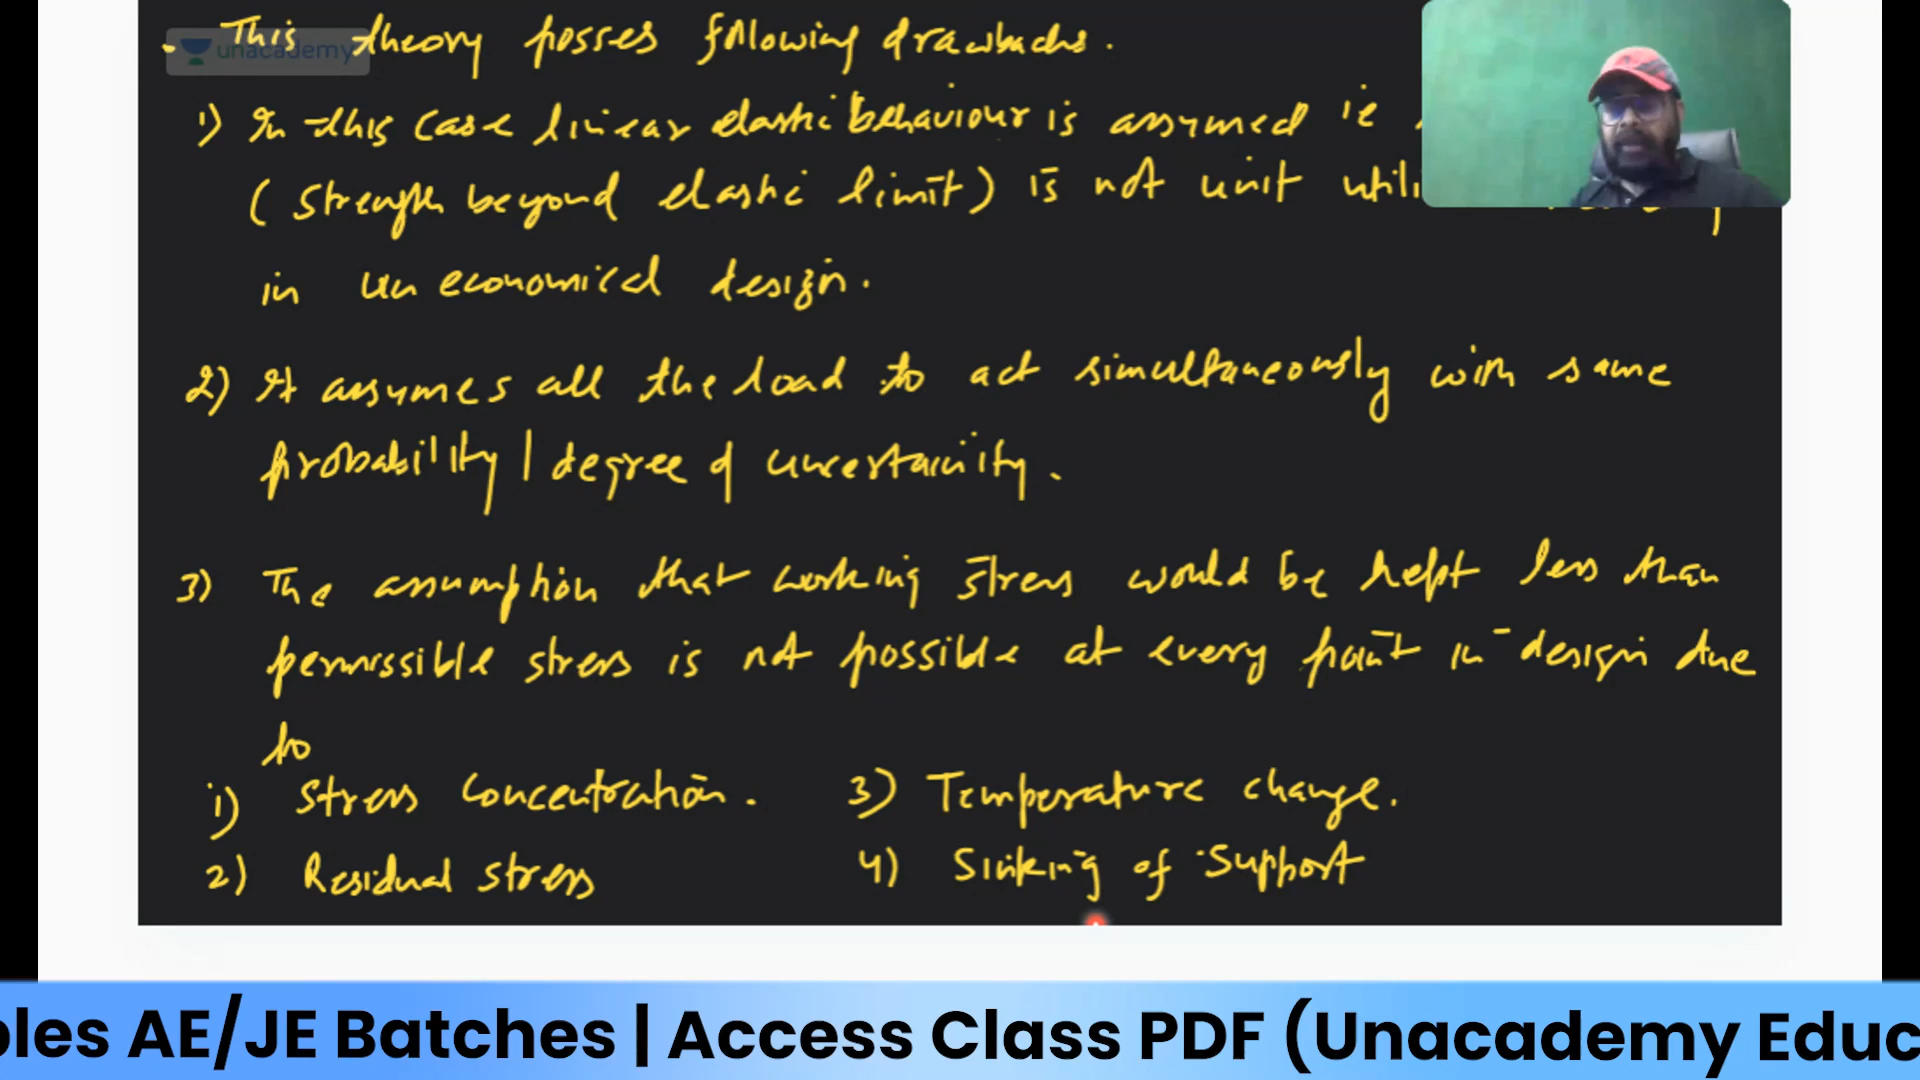 - This theory posses following drawbacks.
unacademy
1) In this case linear elastic behaviour is assumed ie
(strength beyond elastic limit) is not unit utili
in uneconomical design.
2) It assumes all the load to act simultaneously with same
probability | degree of uncertainity.
3) The assumption that working stress would be kept less than
permissible stress is not possible at every point in design due
to
i) Stress concentration. 3) Temperature change.
2) Residual stress 4) Sinking of support
ples AE/JE Batches | Access Class PDF (Unacademy Educ